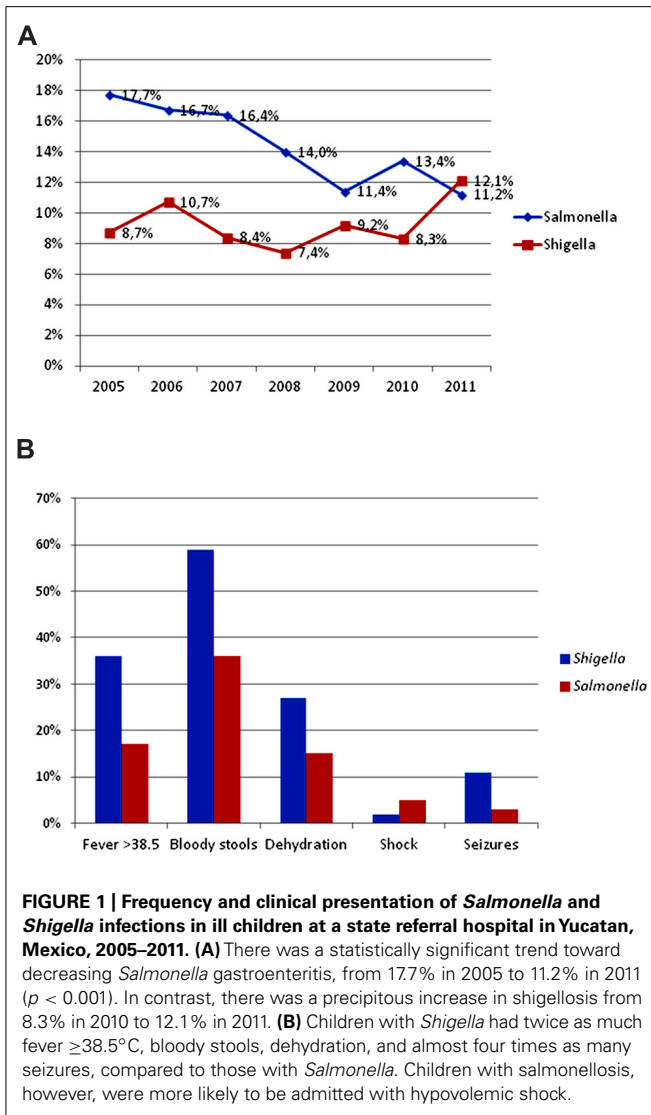 A
20%
18%
16%
14%
12%
10%
8%
6%
4%
2%
0%
17,7%
16,7%
16,4%
14,0%
11,4%
13,4%
11,2%
8,7%
10,7%
8,4%
7,4%
9,2%
8,3%
12,1%
2005 2006 2007 2008 2009 2010 2011
Salmonella
Shigella
B
70%
60%
50%
40%
30%
20%
10%
0%
Fever >38.5 Bloody stools Dehydration Shock Seizures
Shigella
Salmonella
FIGURE 1 | Frequency and clinical presentation of Salmonella and
Shigella infections in ill children at a state referral hospital in Yucatan,
Mexico, 2005–2011. (A) There was a statistically significant trend toward
decreasing Salmonella gastroenteritis, from 17.7% in 2005 to 11.2% in 2011
(p < 0.001). In contrast, there was a precipitous increase in shigellosis from
8.3% in 2010 to 12.1% in 2011. (B) Children with Shigella had twice as much
fever ≥38.5°C, bloody stools, dehydration, and almost four times as many
seizures, compared to those with Salmonella. Children with salmonellosis,
however, were more likely to be admitted with hypovolemic shock.